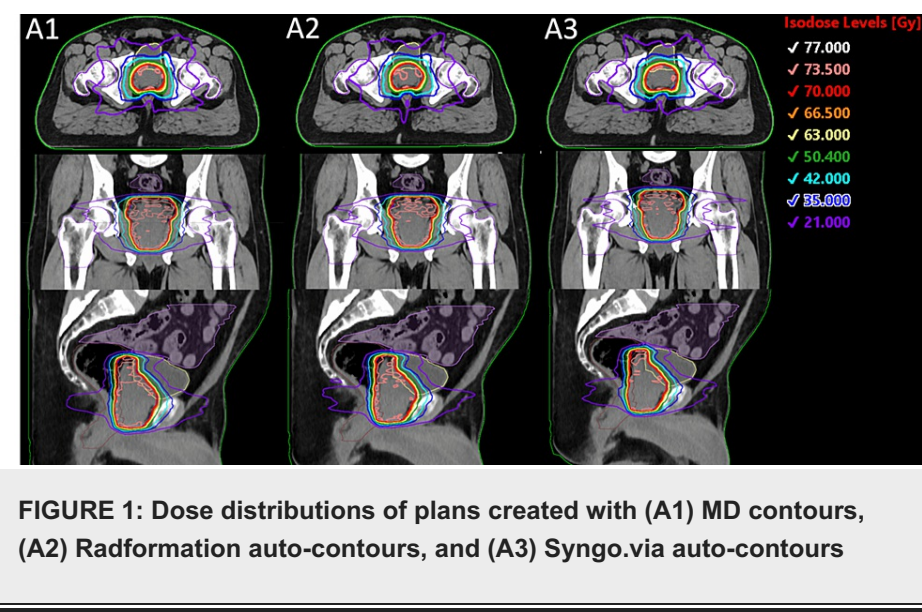 A1
A2
A3
Isodose Levels [Gy]
✓ 77.000
✓ 73.500
✓ 70.000
✓ 66.500
✓ 63.000
✓ 50.400
✓ 42.000
✓ 35.000
✓ 21.000
FIGURE 1: Dose distributions of plans created with (A1) MD contours,
(A2) Radformation auto-contours, and (A3) Syngo.via auto-contours